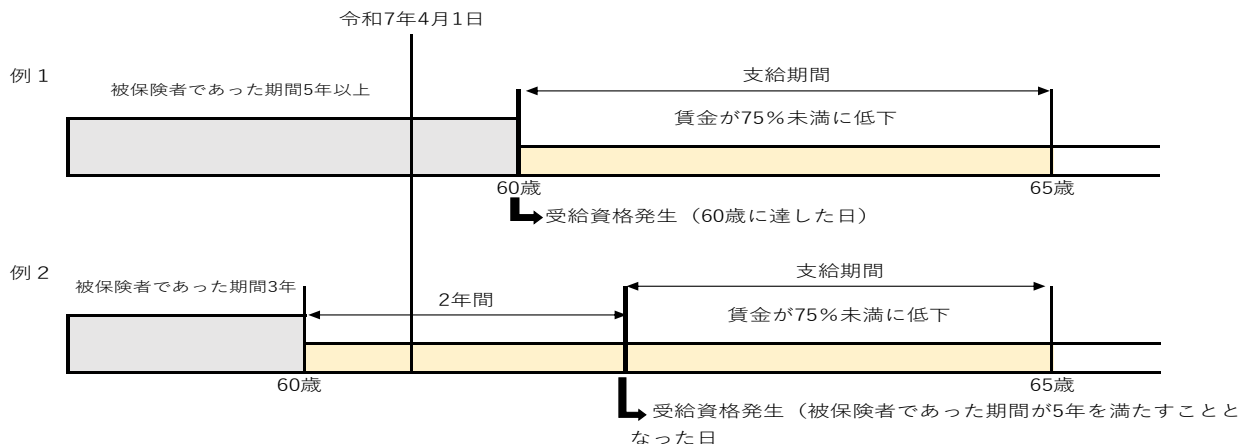 令和7年4月1日
例１
被保険者であった期間5年以上
支給期間
賃金が75％未満に低下
60歳
65歳
受給資格発生（60歳に達した日）
例２
被保険者であった期間3年
2年間
支給期間
賃金が75％未満に低下
60歳
65歳
受給資格発生（被保険者であった期間が5年を満たすことと
なった日